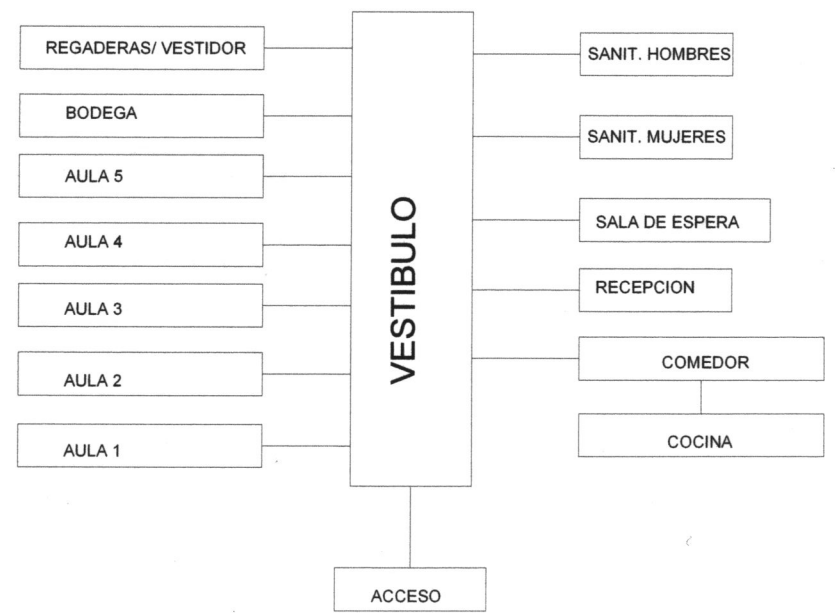 REGADERAS/ VESTIDOR
BODEGA
AULA 5
AULA 4
AULA 3
AULA 2
AULA 1
VESTIBULO
SANIT. HOMBRES
SANIT. MUJERES
SALA DE ESPERA
RECEPCION
COMEDOR
COCINA
ACCESO